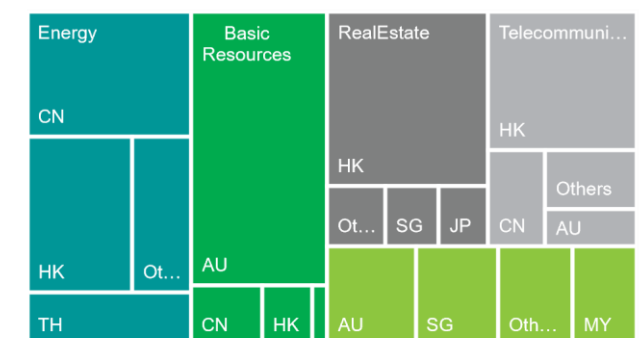 Energy
CN
HK
Ot...
TH
Basic
Resources
AU
CN
HK
RealEstate
HK
Ot...
SG
JP
Telecommuni...
HK
CN
Others
AU
AU
SG
Oth...
MY